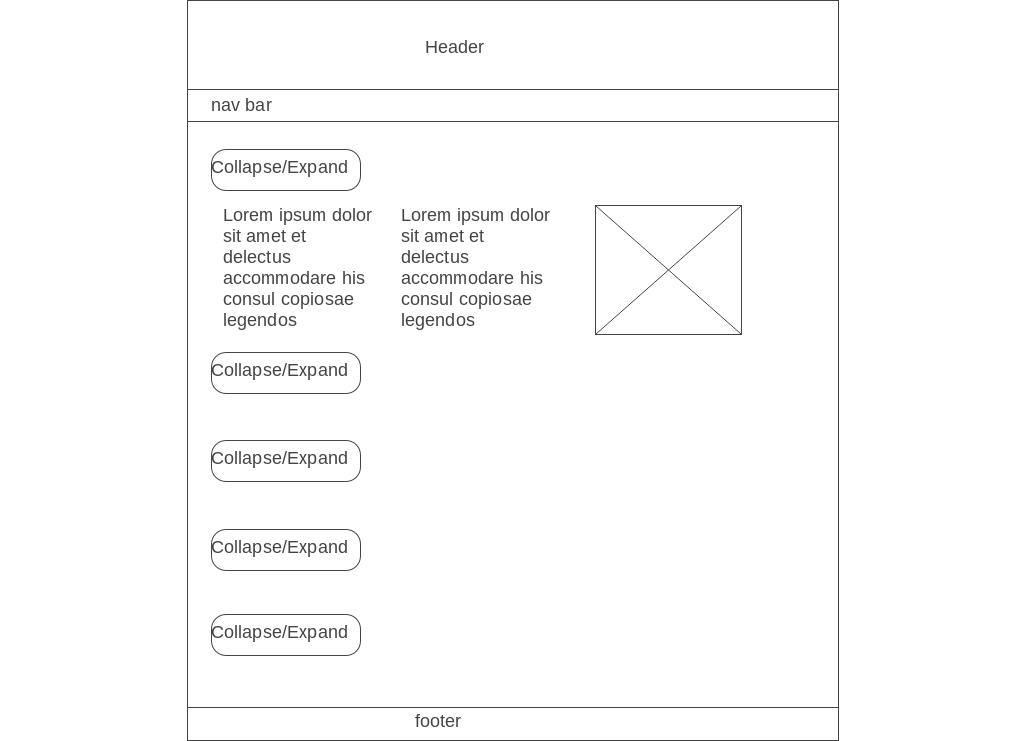 Header
nav bar
Collapse/Expand
Lorem ipsum dolor
sit amet et
delectus
accommodare his
consul copiosae
legendos
Lorem ipsum dolor
sit amet et
delectus
accommodare his
consul copiosae
legendos
Collapse/Expand
Collapse/Expand
Collapse/Expand
Collapse/Expand
footer